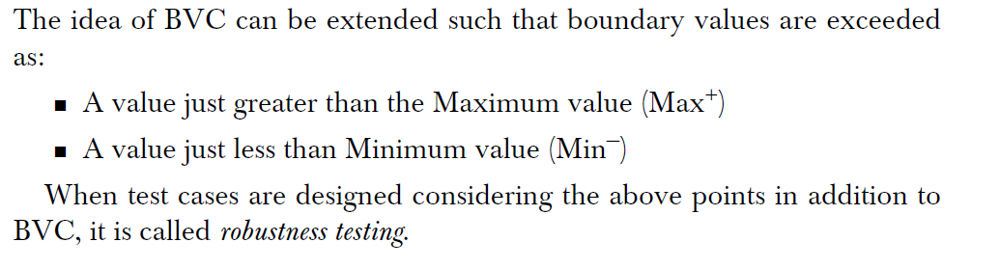 The idea of BVC can be extended such that boundary values are exceeded
as:
▪ A value just greater than the Maximum value (Max⁺)
▪ A value just less than Minimum value (Min⁻)
When test cases are designed considering the above points in addition to
BVC, it is called robustness testing.